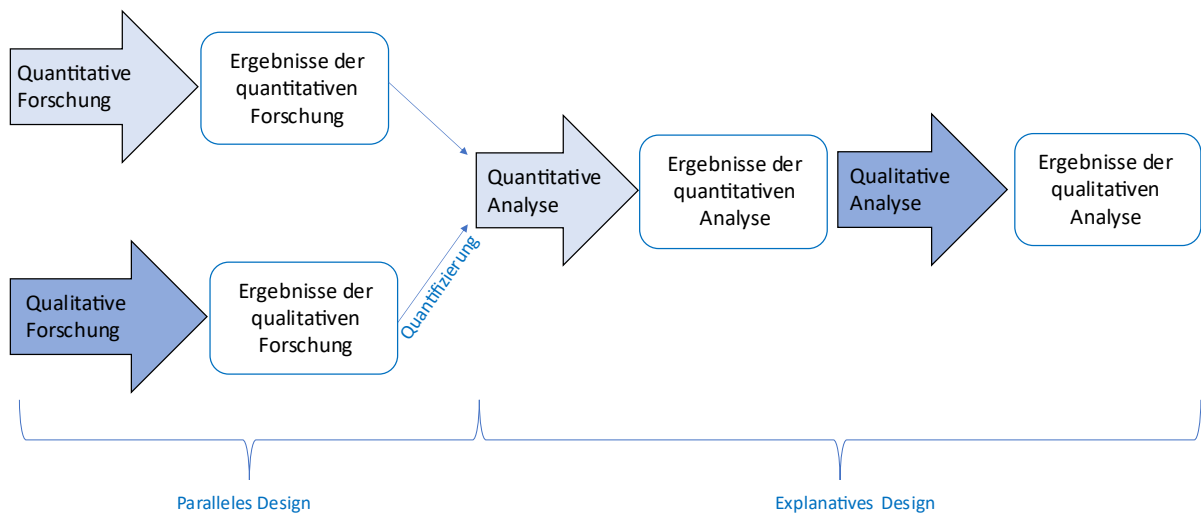 Quantitative
Forschung
Ergebnisse der
quantitativen
Forschung
Qualitative
Forschung
Ergebnisse der
qualitativen
Forschung
Quantifizierung
Quantitative
Analyse
Ergebnisse der
quantitativen
Analyse
Qualitative
Analyse
Ergebnisse der
qualitativen
Analyse
Paralleles Design
Explanatives Design